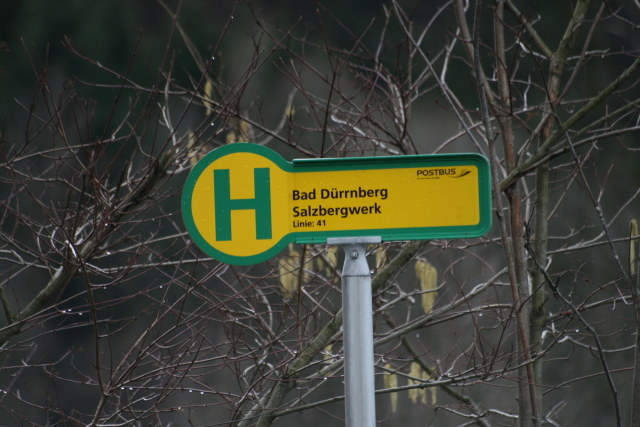 H
POSTBUS
Bad Dürrnberg
Salzbergwerk
Linie: 41